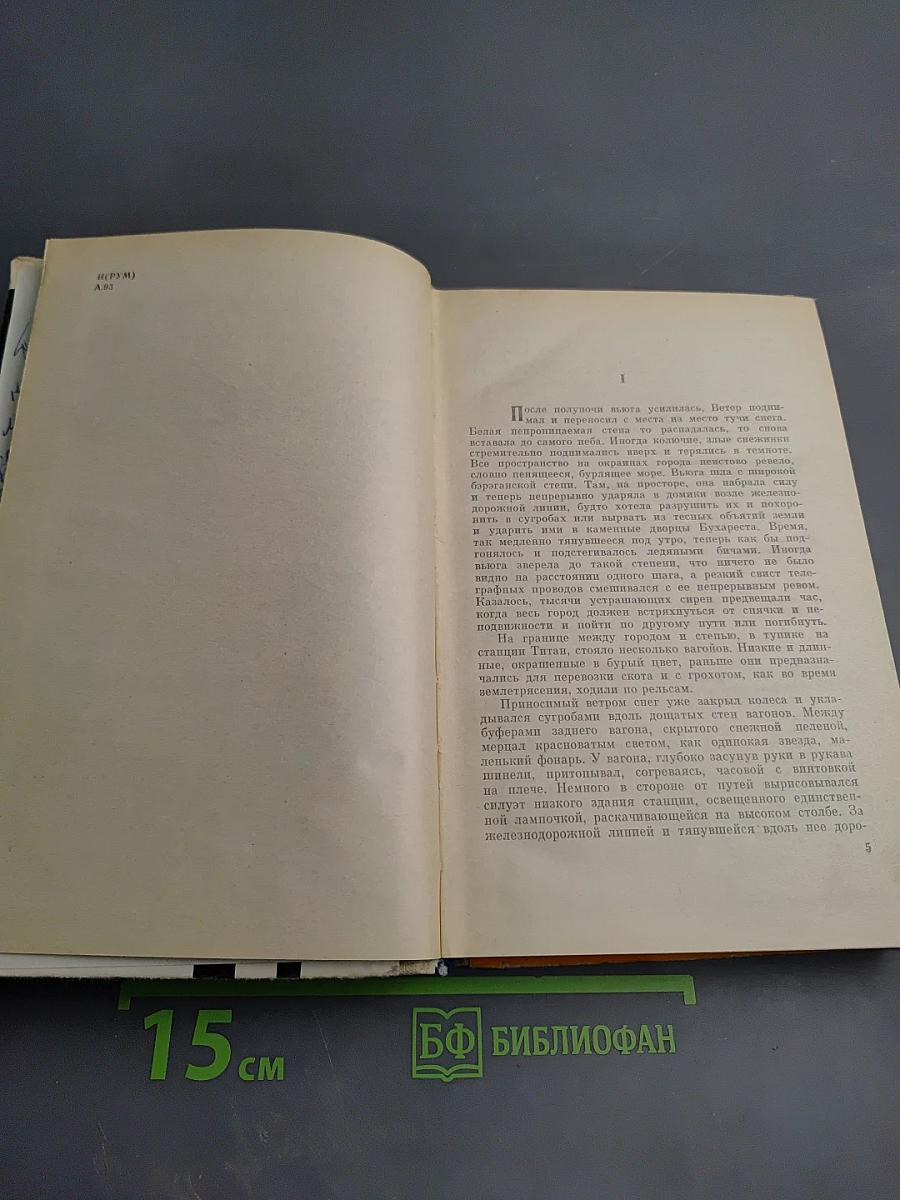 И(РУМ)
А.93
I
После полуночи вьюга усилилась, Ветер подни-
мал и переносил с места на место тучи снега.
Белая непроницаемая стена то распадалась, то снова
вставала до самого неба. Иногда колючие, злые снежинки
стремительно поднимались вверх и терялись в темноте.
Все пространство на окраинах города неистово ревело,
словно пенящееся, бурлящее море. Вьюга шла с широкой
бэрэганской степи. Там, на просторе, она набрала силу
и теперь непрерывно ударяла в домики возле железно-
дорожной линии, будто хотела разрушить их и похоро-
нить в сугробах или вырвать из тесных объятий земли
и ударить ими в каменные дворцы Бухареста. Время,
так медленно тянувшееся под утро, теперь как бы под-
гонялось и подстегивалось ледяными бичами. Иногда
вьюга зверела до такой степени, что ничего не было
видно на расстоянии одного шага, а резкий свист теле-
графных проводов смешивался с ее непрерывным ревом.
Казалось, тысячи устрашающих сирен предвещали час,
когда весь город должен встряхнуться от спячки и не-
подвижности и пойти по другому пути или погибнуть.
На границе между городом и степью, в тупике на
станции Титан, стояло несколько вагонов. Низкие и длин-
ные, окрашенные в бурый цвет, раньше они предназна-
чались для перевозки скота и с грохотом, как во время
землетрясения, ходили по рельсам.
Приносимый ветром снег уже закрыл колеса и укла-
дывался сугробами вдоль дощатых стен вагонов. Между
буферами заднего вагона, скрытого снежной пеленой,
мерцал красноватым светом, как одинокая звезда, ма-
ленький фонарь. У вагона, глубоко засунув руки в рукава
шинели, притопывал, согреваясь, часовой с винтовкой
на плече. Немного в стороне от путей вырисовывался
силуэт низкого здания станции, освещенного единствен-
ной лампочкой, раскачивающейся на высоком столбе. За
железнодорожной линией и тянувшейся вдоль нее доро-
5
15 см
БФ БИБЛИОФАН